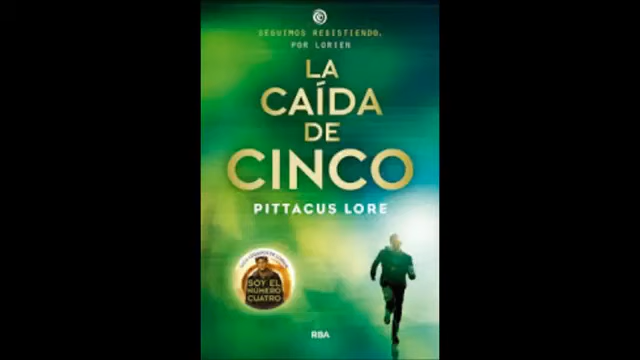 SEGUIMOS RESISTIENDO.
POR LORIEN
LA
CAÍDA
DE
CINCO
PITTACUS LORE
SOY EL
NÚMERO
CUATRO
RBA